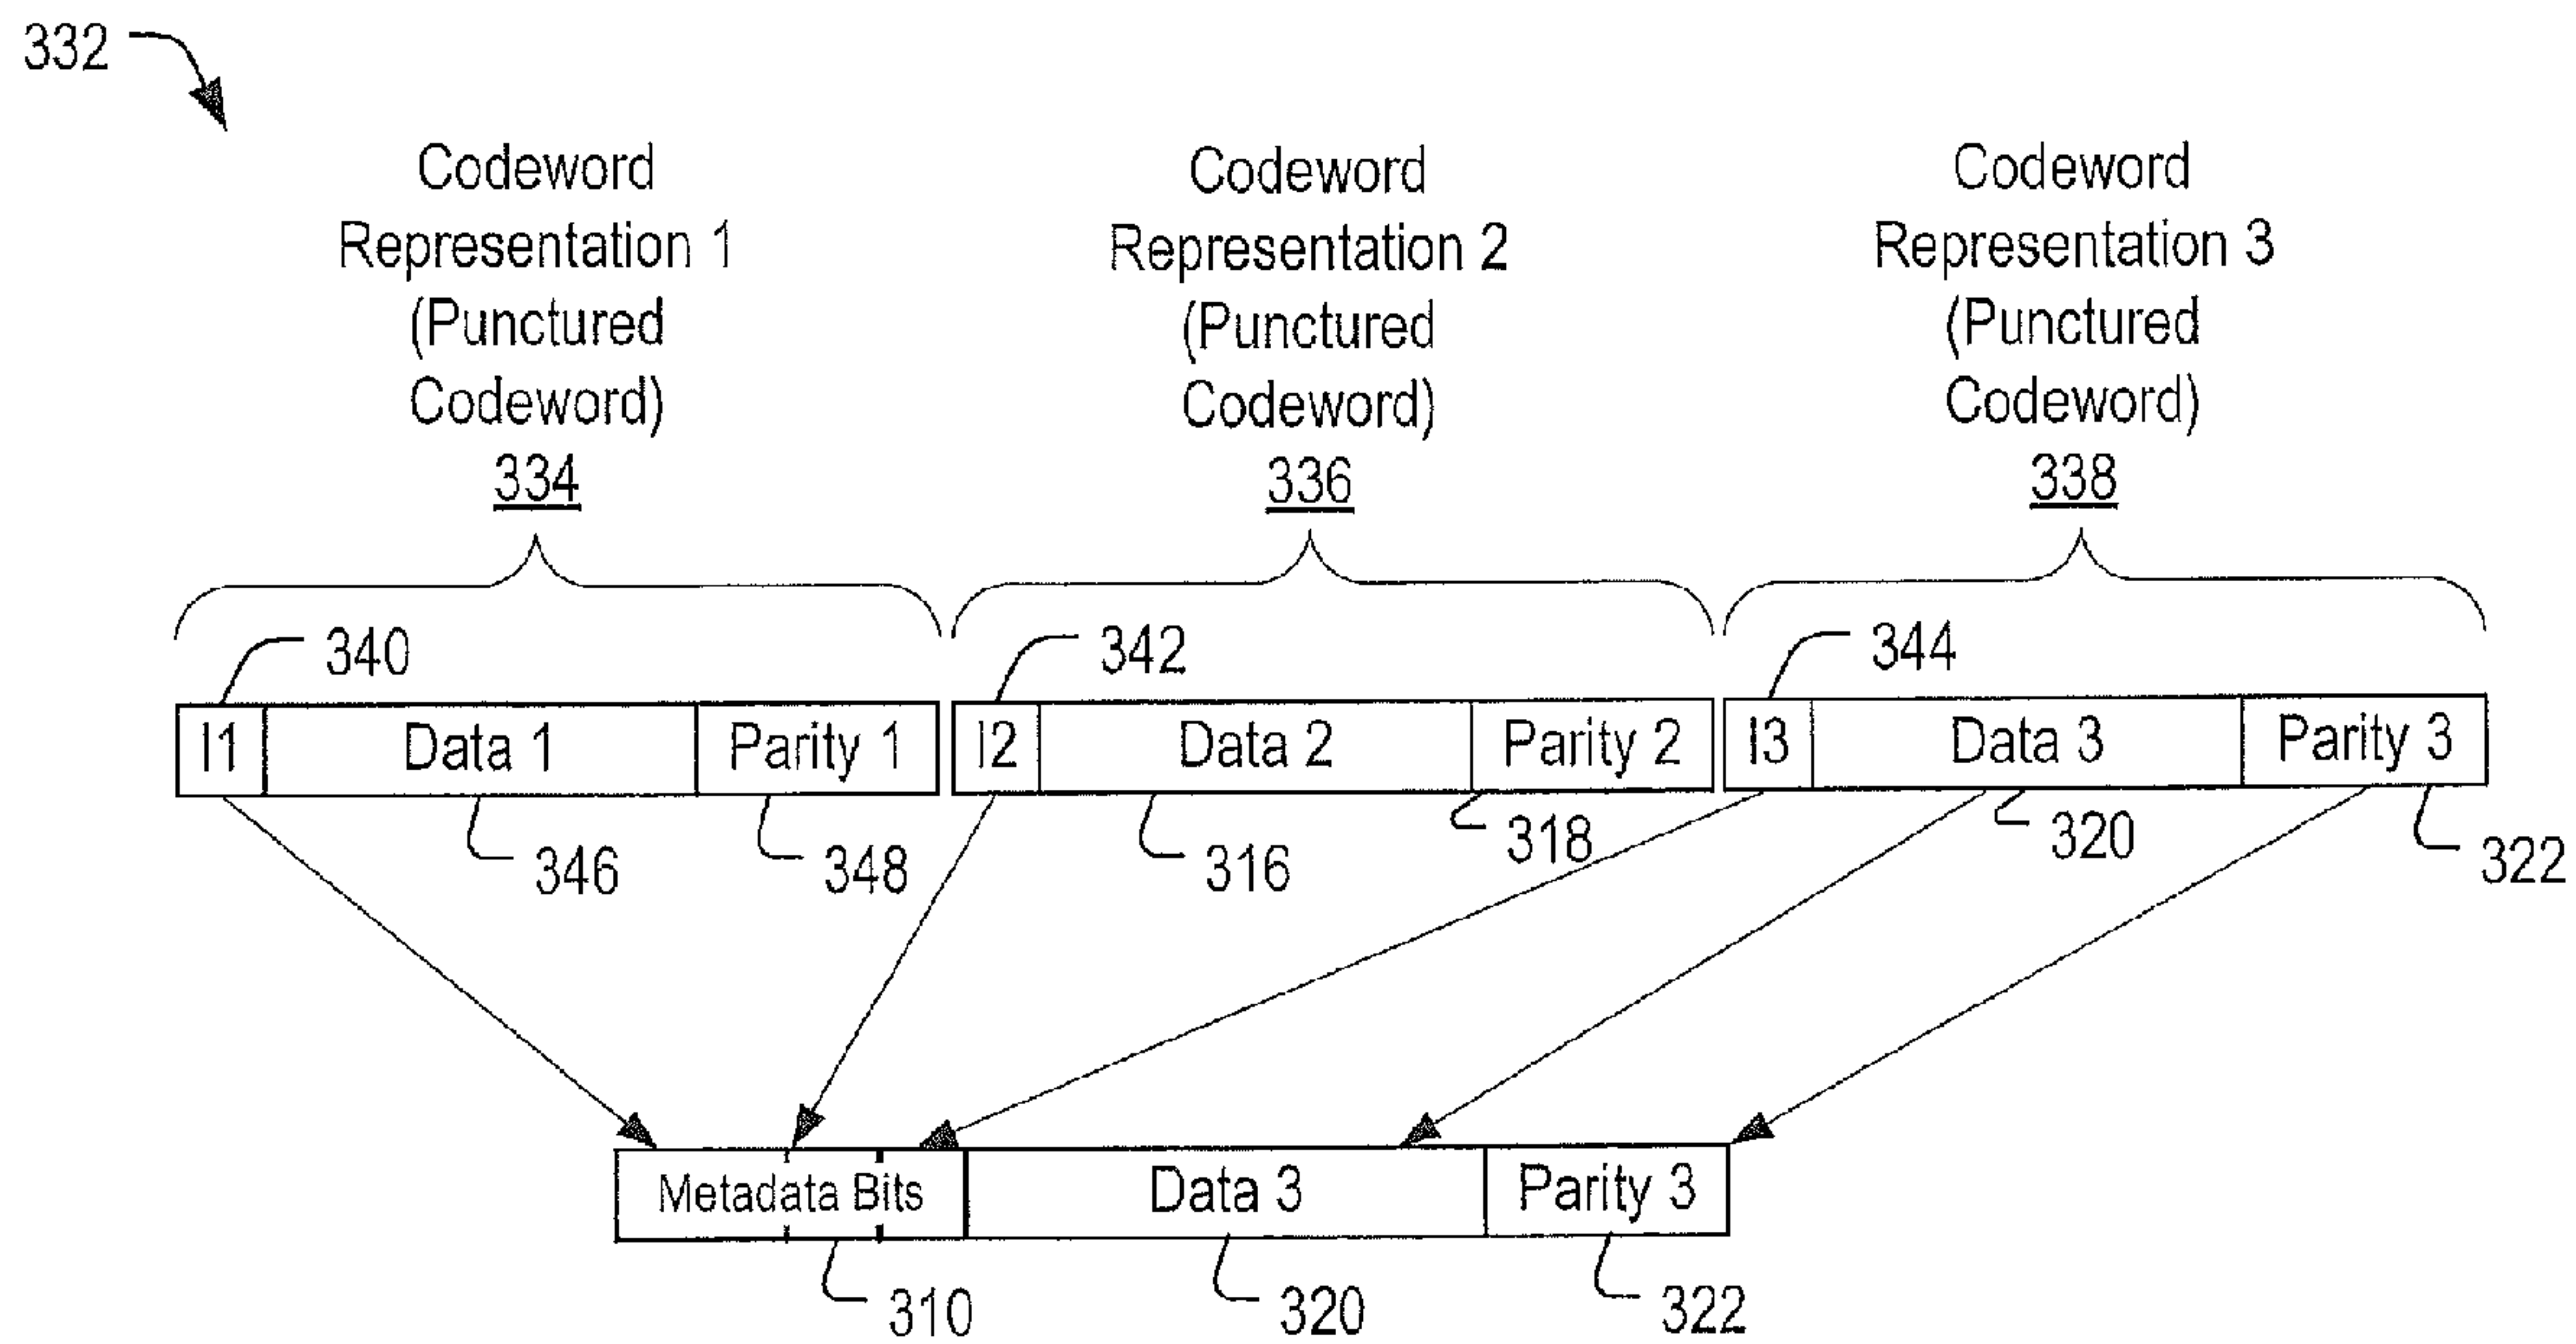 332
Codeword
Representation 1
(Punctured
Codeword)
334
Codeword
Representation 2
(Punctured
Codeword)
336
Codeword
Representation 3
(Punctured
Codeword)
338
340
342
344
I1 Data 1 Parity 1 I2 Data 2 Parity 2 I3 Data 3 Parity 3
346 348 316 318 320 322
Metadata Bits Data 3 Parity 3
310 320 322